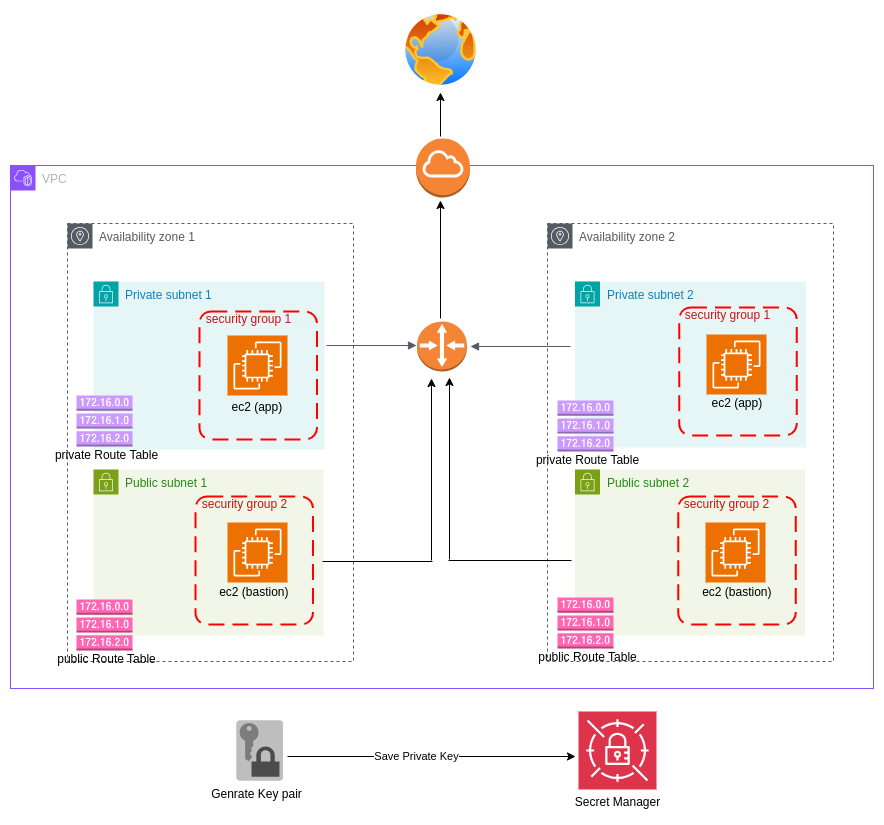 VPC
Availability zone 1
Private subnet 1
security group 1
ec2 (app)
172.16.0.0
172.16.1.0
172.16.2.0
private Route Table
Public subnet 1
security group 2
ec2 (bastion)
172.16.0.0
172.16.1.0
172.16.2.0
public Route Table
Availability zone 2
Private subnet 2
security group 1
ec2 (app)
172.16.0.0
172.16.1.0
172.16.2.0
private Route Table
Public subnet 2
security group 2
ec2 (bastion)
172.16.0.0
172.16.1.0
172.16.2.0
public Route Table
Genrate Key pair
Save Private Key
Secret Manager